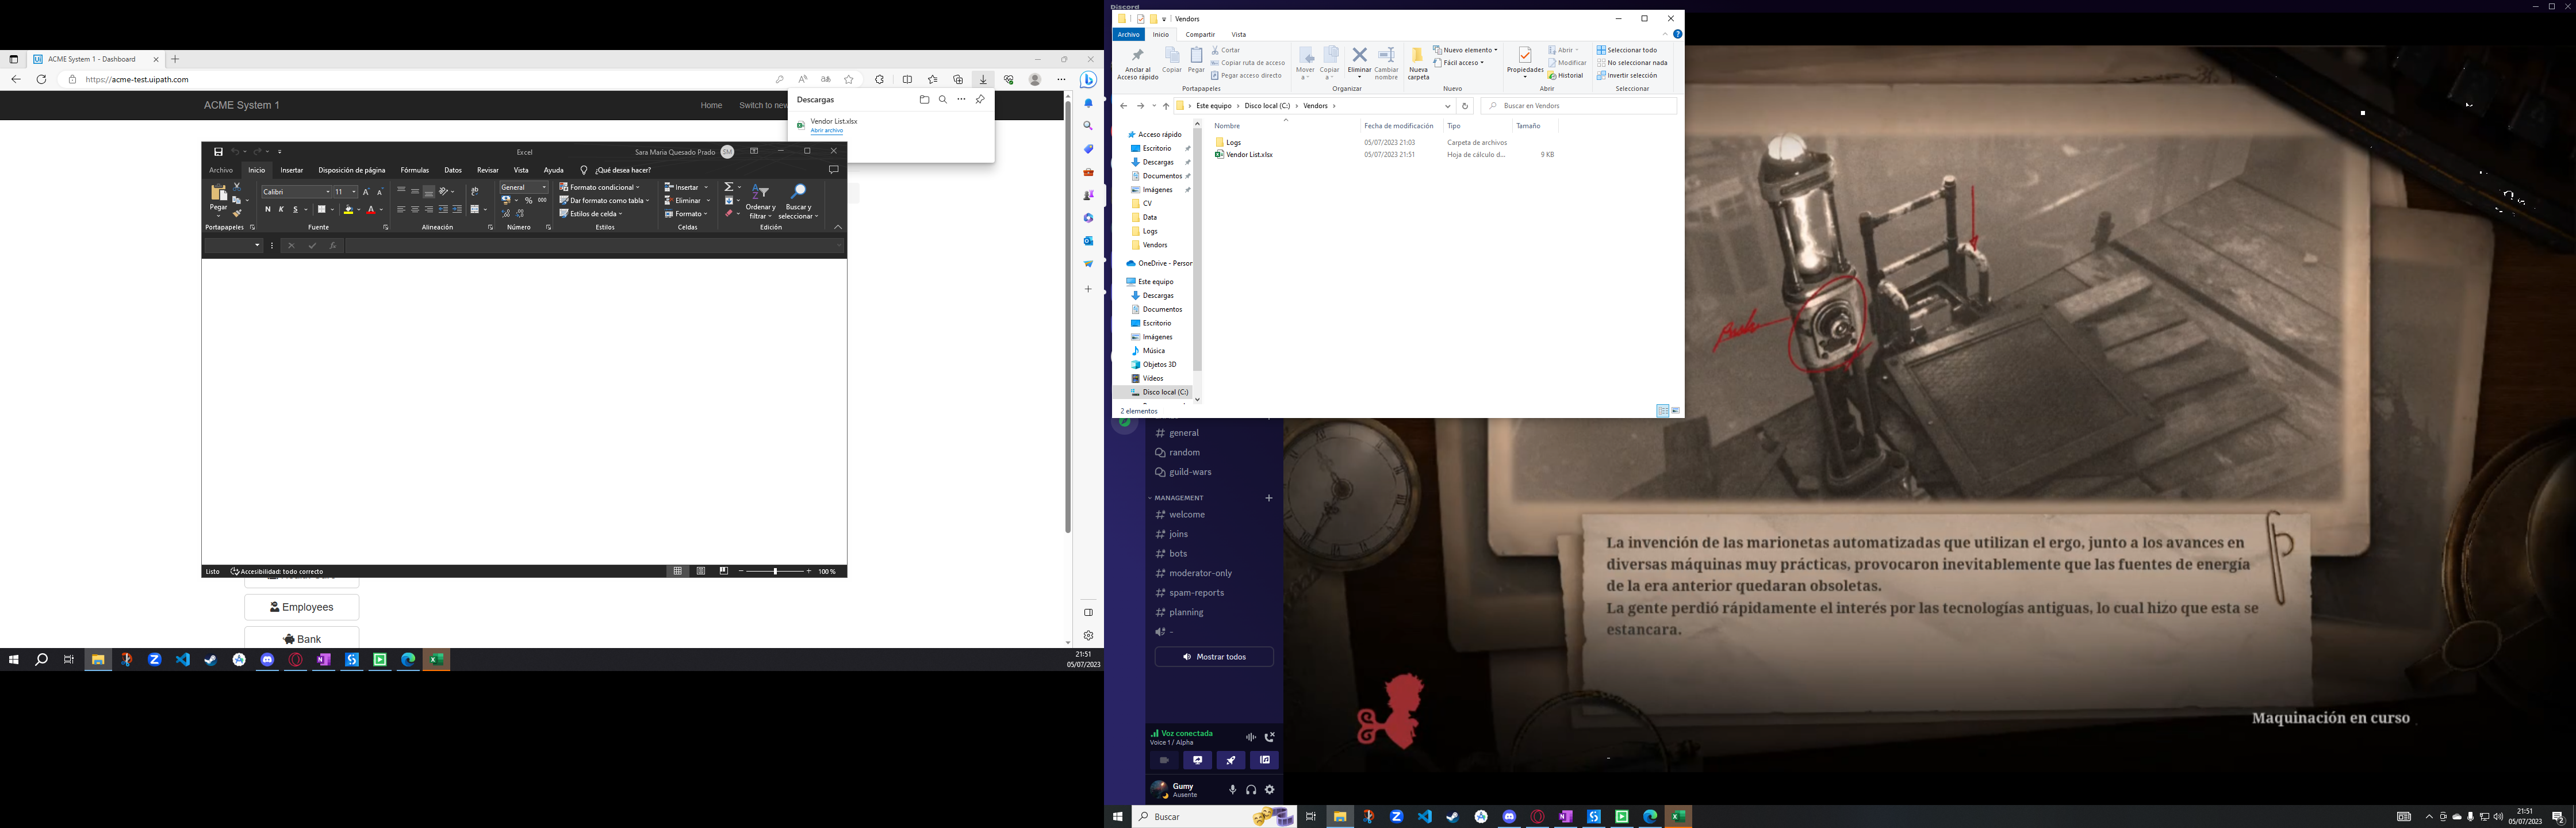 ACME System 1 - Dashboard
https://acme-test.uipath.com
ACME System 1
Home
Switch to new
Descargas
Vendor List.xlsx
Abrir archivo
Excel
Sara Maria Quesado Prado
SM
Archivo
Inicio
Insertar
Disposición de página
Fórmulas
Datos
Revisar
Vista
Ayuda
¿Qué desea hacer?
Pegar
Calibri
11
General
Formato condicional
Dar formato como tabla
Estilos de celda
Insertar
Eliminar
Formato
Ordenar y filtrar
Buscar y seleccionar
N K S
% 000
Portapapeles
Fuente
Alineación
Número
Estilos
Celdas
Edición
Listo
Accesibilidad: todo correcto
100 %
Employees
Bank
21:51
05/07/2023
Discord
Vendors
Archivo
Inicio
Compartir
Vista
Anclar al Acceso rápido
Copiar
Pegar
Cortar
Copiar ruta de acceso
Pegar acceso directo
Mover a
Copiar a
Eliminar
Cambiar nombre
Nueva carpeta
Nuevo elemento
Fácil acceso
Propiedades
Abrir
Modificar
Historial
Seleccionar todo
No seleccionar nada
Invertir selección
Portapapeles
Organizar
Nuevo
Abrir
Seleccionar
Este equipo > Disco local (C:) > Vendors >
Buscar en Vendors
Nombre
Fecha de modificación
Tipo
Tamaño
Logs
05/07/2023 21:03
Carpeta de archivos
Vendor List.xlsx
05/07/2023 21:51
Hoja de cálculo d...
9 KB
Acceso rápido
Escritorio
Descargas
Documentos
Imágenes
CV
Data
Logs
Vendors
OneDrive - Person
Este equipo
Descargas
Documentos
Escritorio
Imágenes
Música
Objetos 3D
Vídeos
Disco local (C:)
2 elementos
general
random
guild-wars
MANAGEMENT
welcome
joins
bots
moderator-only
spam-reports
planning
-
Mostrar todos
Voz conectada
Voice 1 / Alpha
Gumy
Ausente
Push
La invención de las marionetas automatizadas que utilizan el ergo, junto a los avances en
diversas máquinas muy prácticas, provocaron inevitablemente que las fuentes de energía
de la era anterior quedaran obsoletas.
La gente perdió rápidamente el interés por las tecnologías antiguas, lo cual hizo que esta se
estancara.
Maquinación en curso
Buscar
21:51
05/07/2023
2